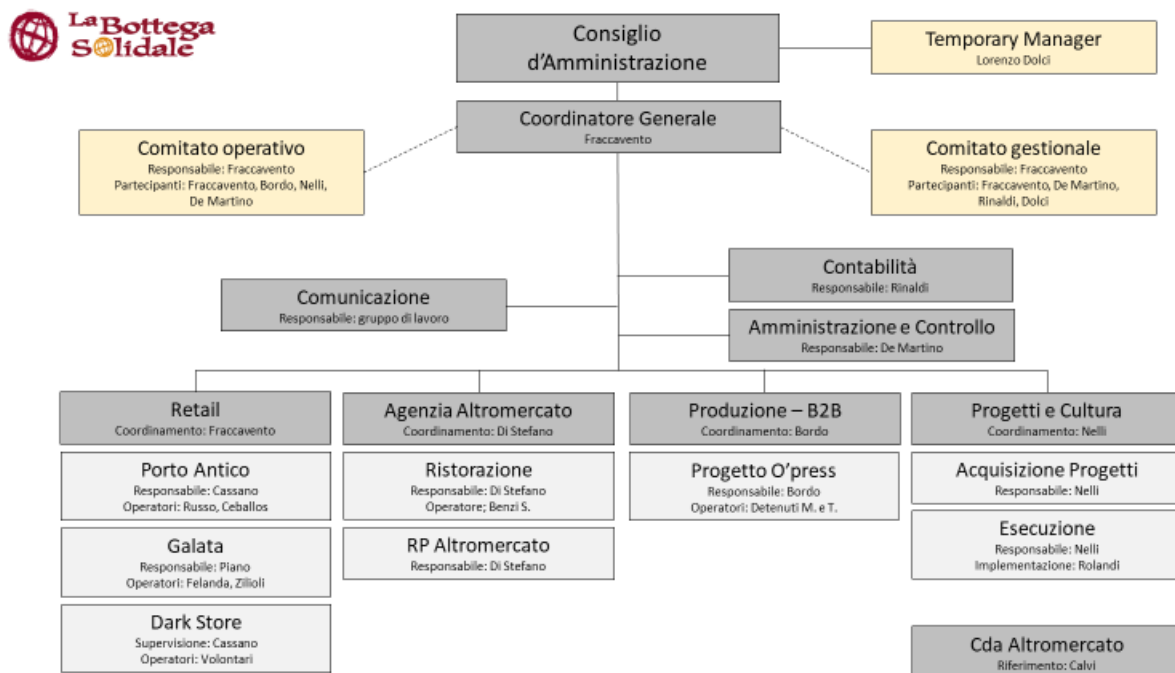 La Bottega
Solidale
Consiglio
d'Amministrazione
Temporary Manager
Lorenzo Dolci
Coordinatore Generale
Fraccavento
Comitato operativo
Responsabile: Fraccavento
Partecipanti: Fraccavento, Bordo, Nelli,
De Martino
Comitato gestionale
Responsabile: Fraccavento
Partecipanti: Fraccavento, De Martino,
Rinaldi, Dolci
Contabilità
Responsabile: Rinaldi
Comunicazione
Responsabile: gruppo di lavoro
Amministrazione e Controllo
Responsabile: De Martino
Retail
Coordinamento: Fraccavento
Porto Antico
Responsabile: Cassano
Operatori: Russo, Ceballos
Galata
Responsabile: Piano
Operatori: Felanda, Zilioli
Dark Store
Supervisione: Cassano
Operatori: Volontari
Agenzia Altromercato
Coordinamento: Di Stefano
Ristorazione
Responsabile: Di Stefano
Operatore; Benzi S.
RP Altromercato
Responsabile: Di Stefano
Produzione – B2B
Coordinamento: Bordo
Progetto O'press
Responsabile: Bordo
Operatori: Detenuti M. e T.
Progetti e Cultura
Coordinamento: Nelli
Acquisizione Progetti
Responsabile: Nelli
Esecuzione
Responsabile: Nelli
Implementazione: Rolandi
Cda Altromercato
Riferimento: Calvi